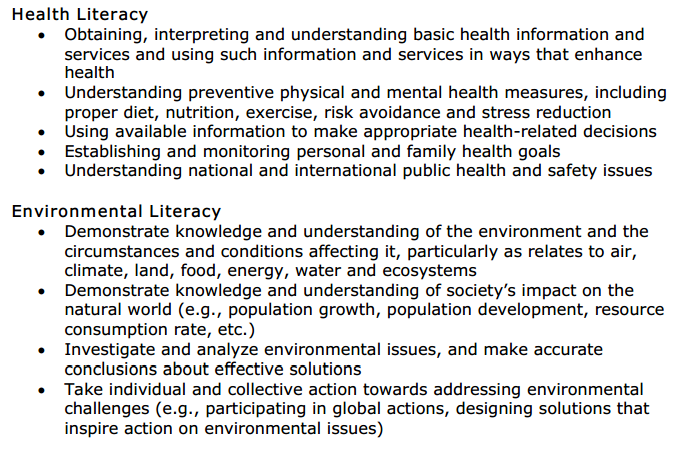 Health Literacy
• Obtaining, interpreting and understanding basic health information and
services and using such information and services in ways that enhance
health
• Understanding preventive physical and mental health measures, including
proper diet, nutrition, exercise, risk avoidance and stress reduction
• Using available information to make appropriate health-related decisions
• Establishing and monitoring personal and family health goals
• Understanding national and international public health and safety issues
Environmental Literacy
• Demonstrate knowledge and understanding of the environment and the
circumstances and conditions affecting it, particularly as relates to air,
climate, land, food, energy, water and ecosystems
• Demonstrate knowledge and understanding of society’s impact on the
natural world (e.g., population growth, population development, resource
consumption rate, etc.)
• Investigate and analyze environmental issues, and make accurate
conclusions about effective solutions
• Take individual and collective action towards addressing environmental
challenges (e.g., participating in global actions, designing solutions that
inspire action on environmental issues)